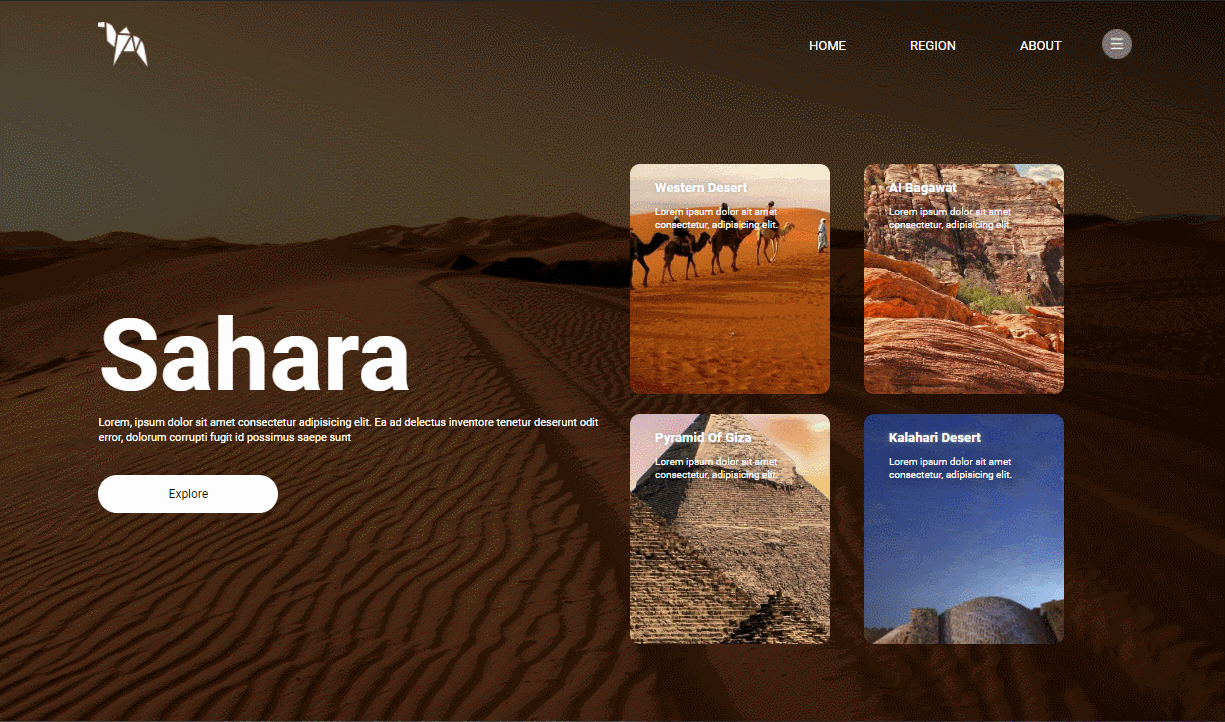 HOME
REGION
ABOUT
Sahara
Lorem, ipsum dolor sit amet consectetur adipisicing elit. Ea ad delectus inventore tenetur deserunt odit
error, dolorum corrupti fugit id possimus saepe sunt
Explore
Western Desert
Lorem ipsum dolor sit amet
consectetur, adipisicing elit.
Al Bagawat
Lorem ipsum dolor sit amet
consectetur, adipisicing elit.
Pyramid Of Giza
Lorem ipsum dolor sit amet
consectetur, adipisicing elit.
Kalahari Desert
Lorem ipsum dolor sit amet
consectetur, adipisicing elit.